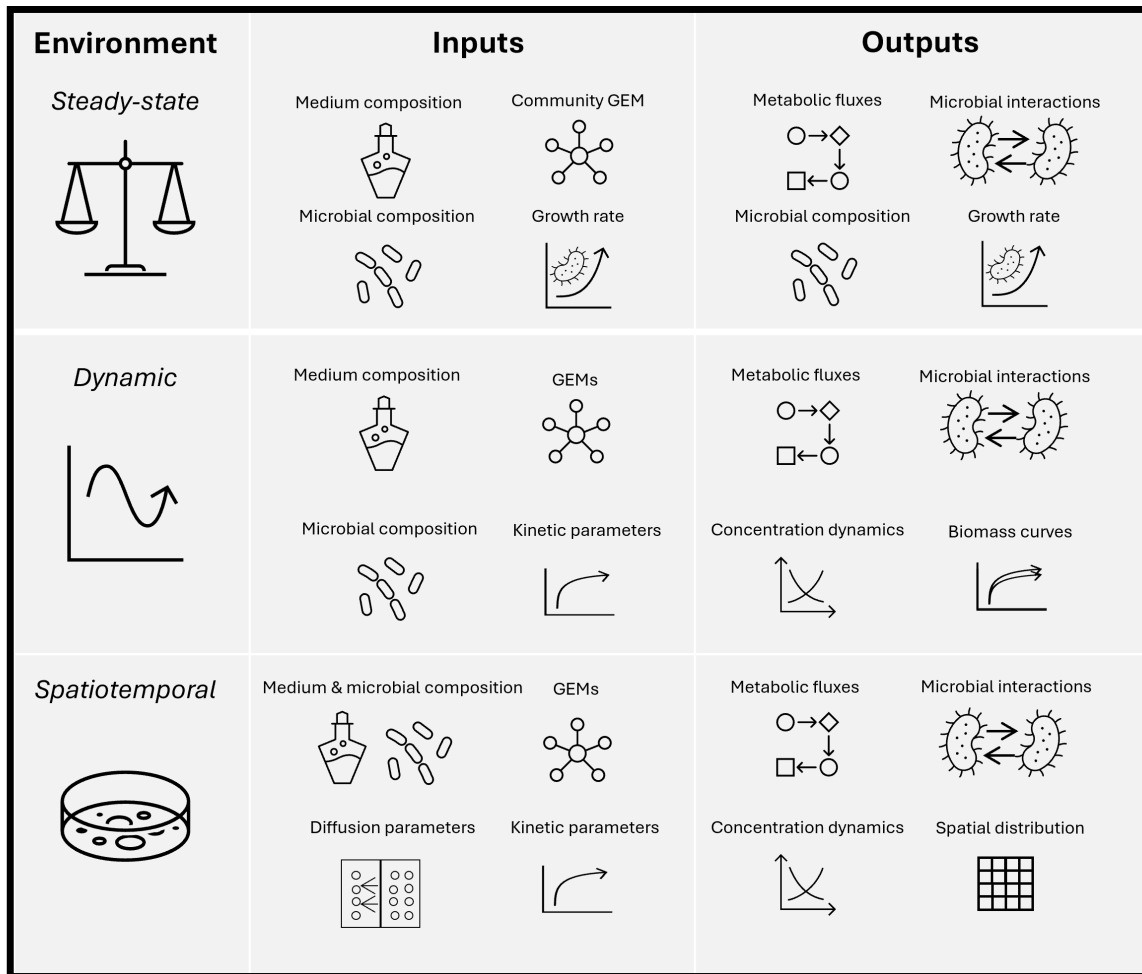 Environment
Inputs
Outputs
Steady-state
Medium composition
Community GEM
Metabolic fluxes
Microbial interactions
Microbial composition
Growth rate
Microbial composition
Growth rate
Dynamic
Medium composition
GEMs
Metabolic fluxes
Microbial interactions
Microbial composition
Kinetic parameters
Concentration dynamics
Biomass curves
Spatiotemporal
Medium & microbial composition
GEMs
Metabolic fluxes
Microbial interactions
Diffusion parameters
Kinetic parameters
Concentration dynamics
Spatial distribution